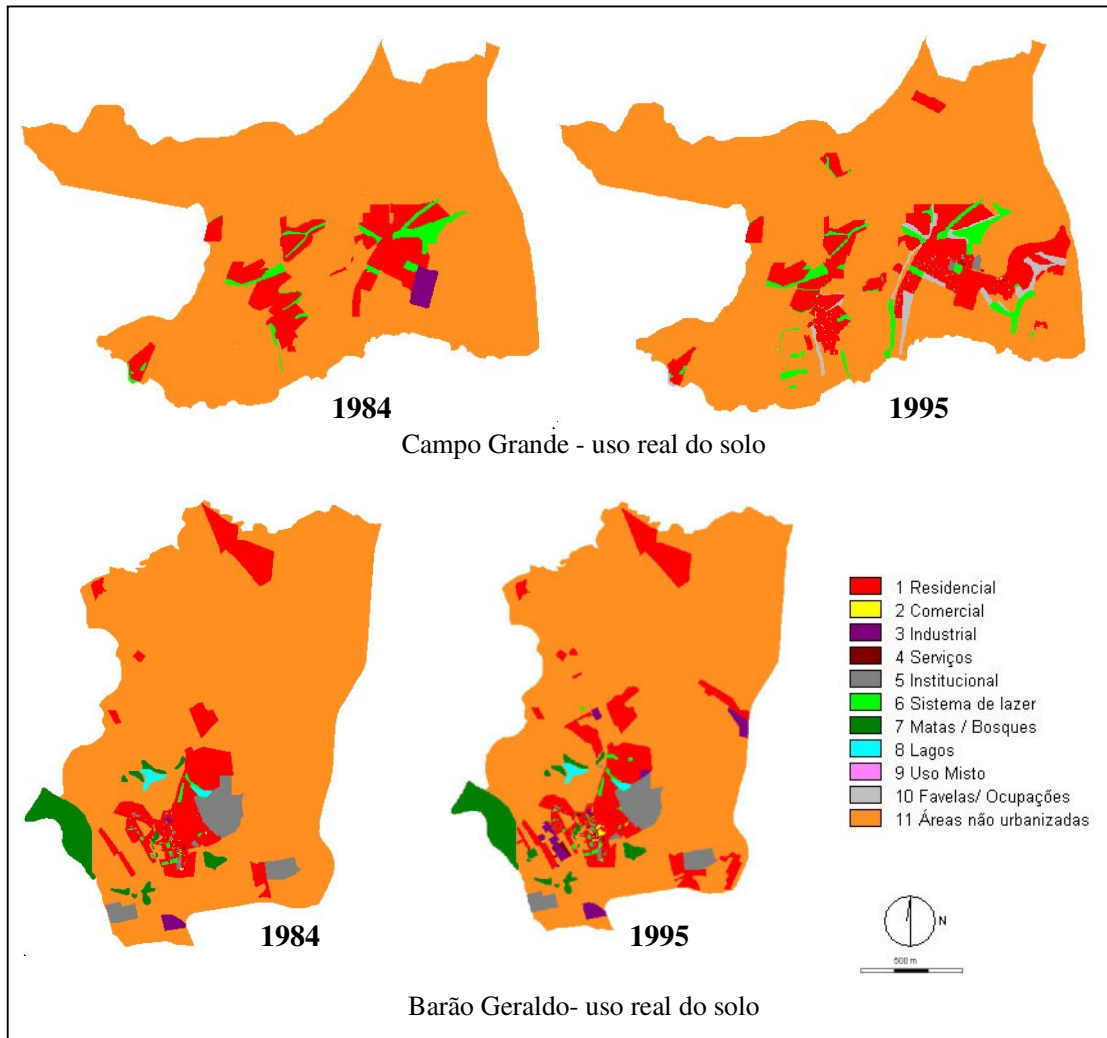 1984
1995
Campo Grande - uso real do solo
1 Residencial
2 Comercial
3 Industrial
4 Serviços
5 Institucional
6 Sistema de lazer
7 Matas / Bosques
8 Lagos
9 Uso Misto
10 Favelas/ Ocupações
11 Áreas não urbanizadas
N
500 m
1984
1995
Barão Geraldo- uso real do solo